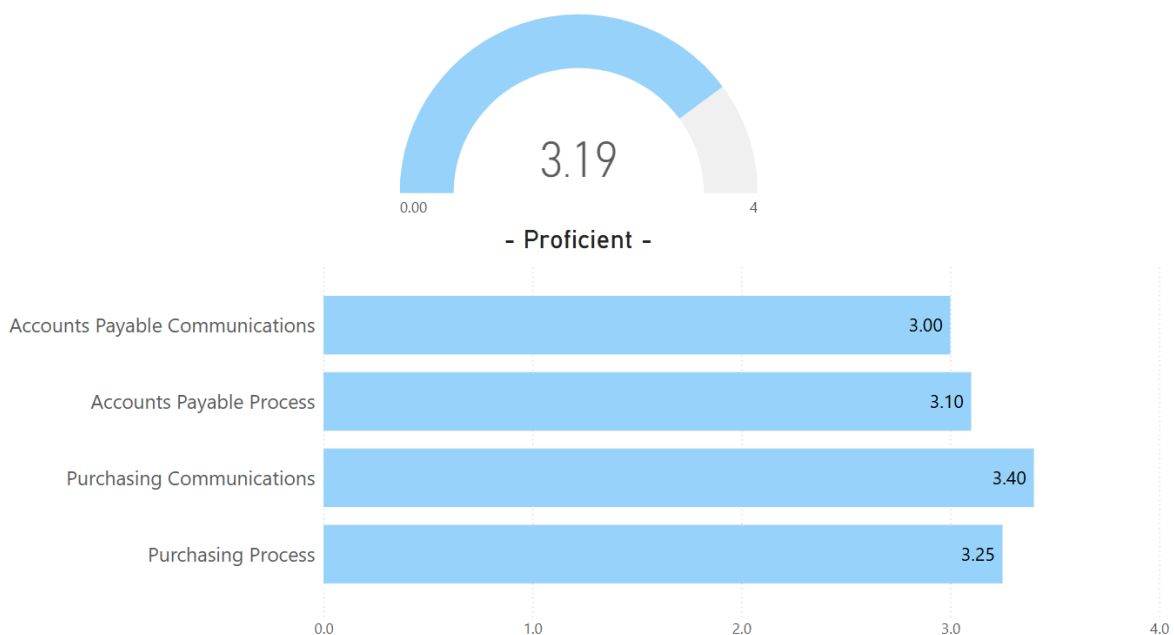 3.19
0.00 4
- Proficient -
Accounts Payable Communications 3.00
Accounts Payable Process 3.10
Purchasing Communications 3.40
Purchasing Process 3.25
0.0 1.0 2.0 3.0 4.0